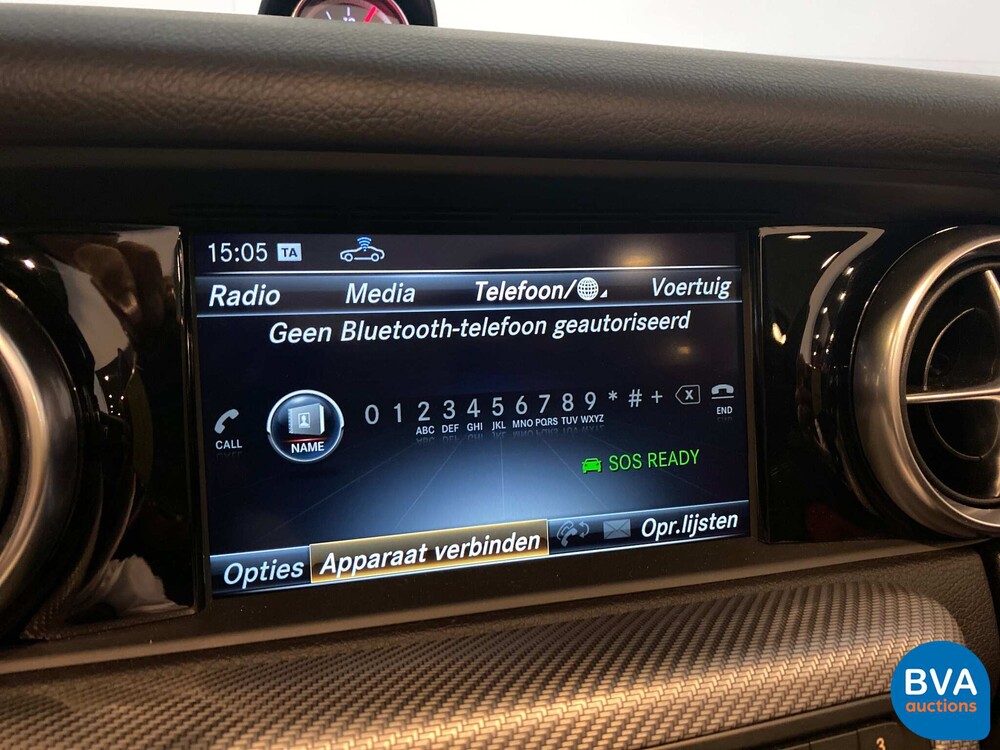 15:05 TA
Radio Media Telefoon/ Voertuig
Geen Bluetooth-telefoon geautoriseerd
CALL NAME 0 1 2 3 4 5 6 7 8 9 * # + X END
ABC DEF GHI JKL MNO PQRS TUV WXYZ
SOS READY
Opties Apparaat verbinden Opr.lijsten
BVA
auctions
3